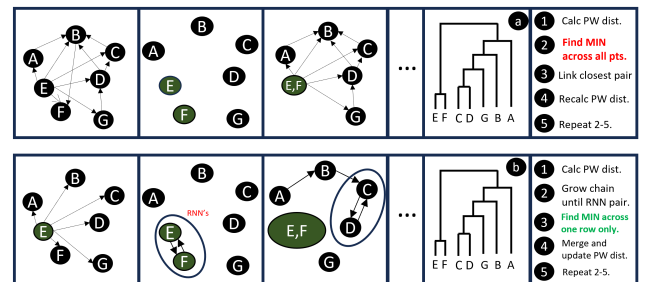 B
A
C
E
D
F
G
B
A
C
D
E
F
G
B
A
C
D
E,F
G
...
a
E F C D G B A
1 Calc PW dist.
2 Find MIN
across all pts.
3 Link closest pair
4 Recalc PW dist.
5 Repeat 2-5.
B
A
C
E
D
F
G
B
A
C
RNN's
D
E
F
G
B
A
C
D
E,F
G
...
b
E F C D G B A
1 Calc PW dist.
2 Grow chain
until RNN pair.
3 Find MIN across
one row only.
4 Merge and
update PW dist.
5 Repeat 2-5.